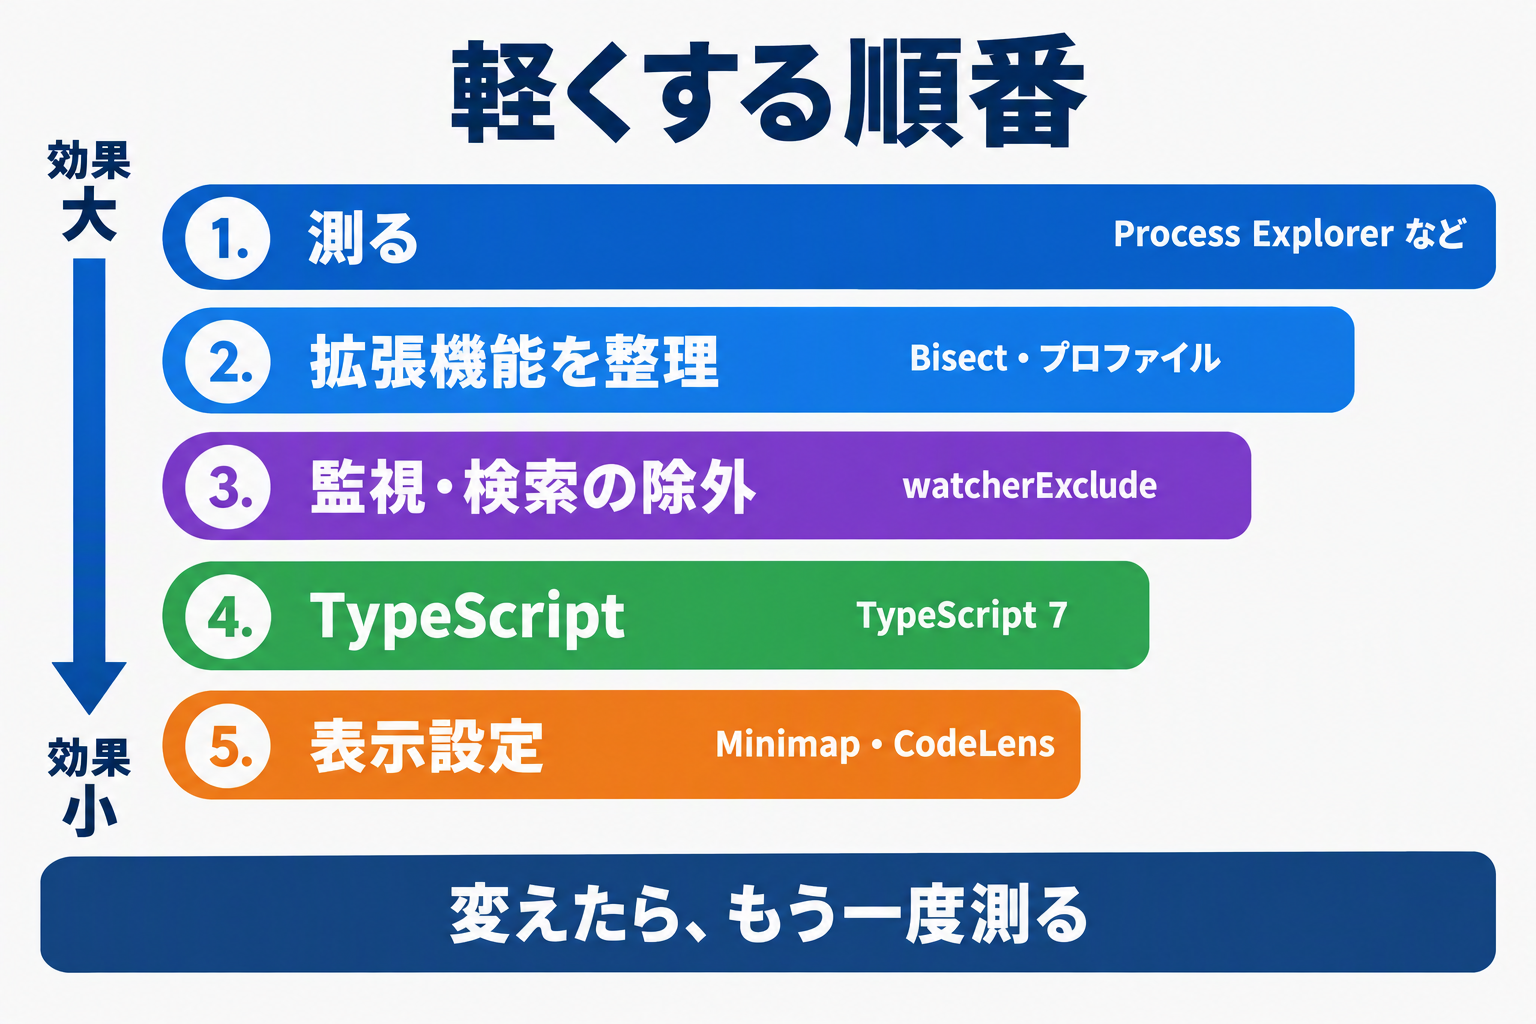 軽くする順番
効果
大
1. 測る Process Explorer など
2. 拡張機能を整理 Bisect・プロファイル
3. 監視・検索の除外 watcherExclude
4. TypeScript TypeScript 7
5. 表示設定 Minimap・CodeLens
効果
小
変えたら、もう一度測る